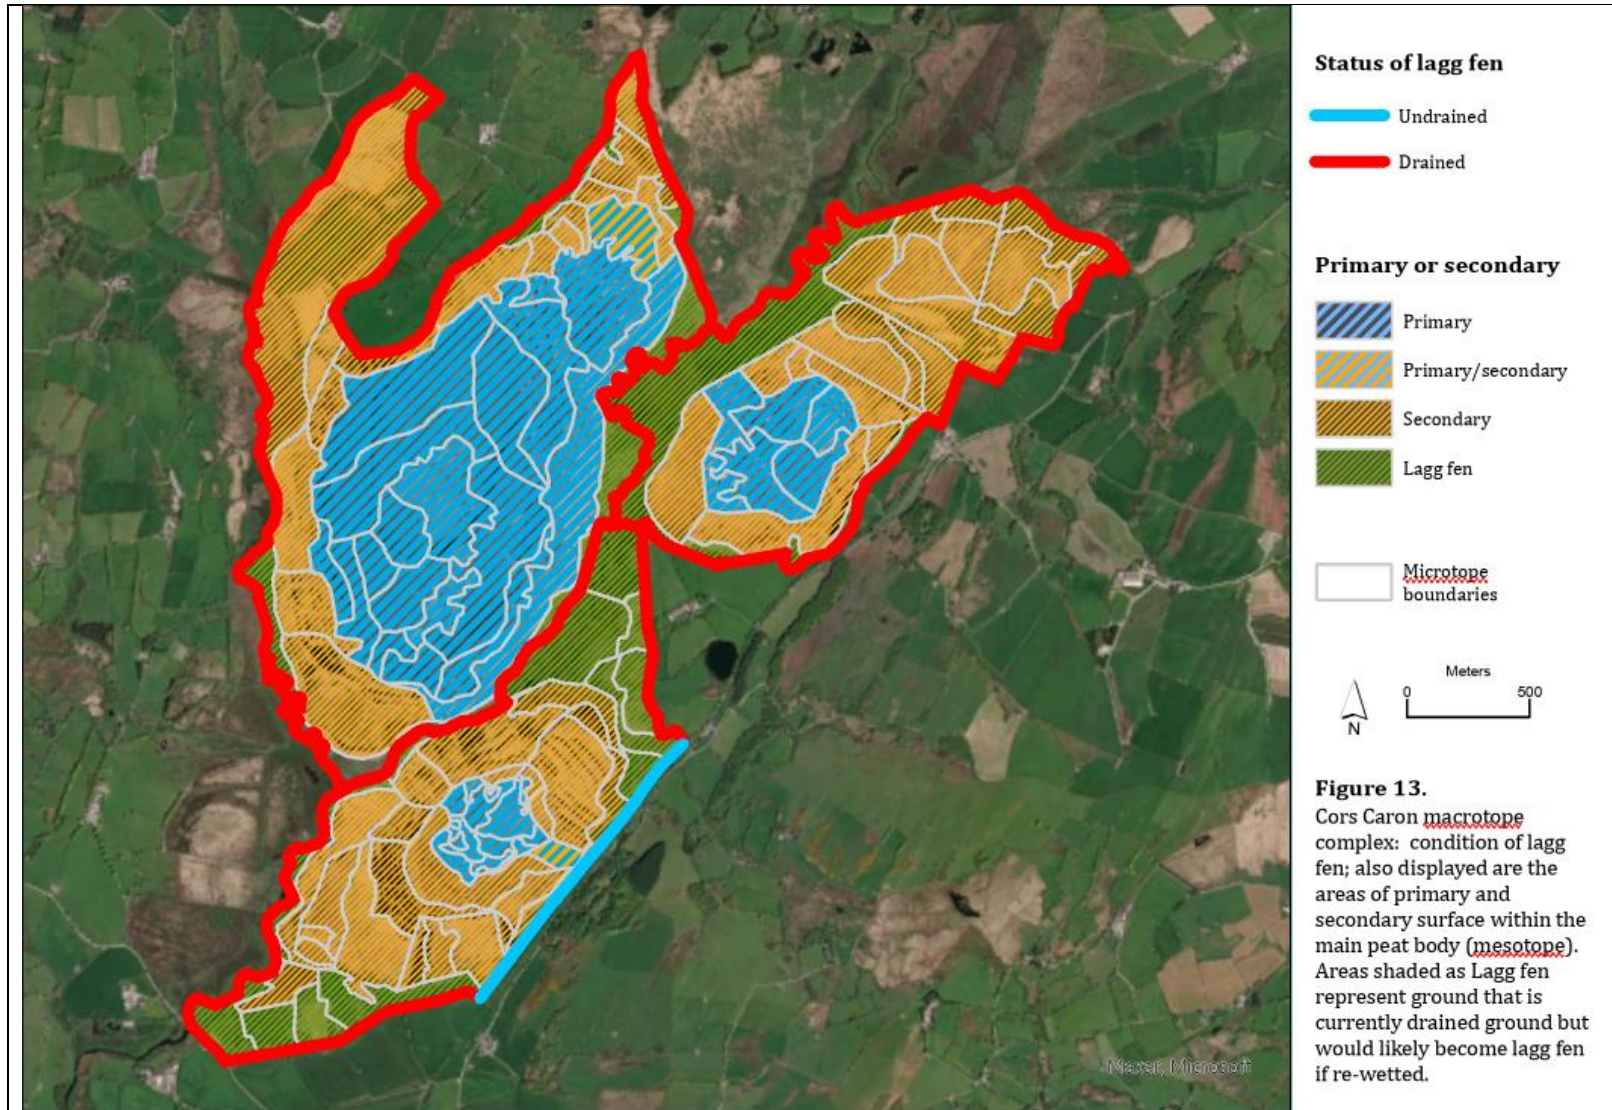 Status of lagg fen
Undrained
Drained
Primary or secondary
Primary
Primary/secondary
Secondary
Lagg fen
Microtope
boundaries
Meters
0 500
N
Figure 13.
Cors Caron macrotope
complex: condition of lagg
fen; also displayed are the
areas of primary and
secondary surface within the
main peat body (mesotope).
Areas shaded as Lagg fen
represent ground that is
currently drained ground but
would likely become lagg fen
if re-wetted.
Maxar, Microsoft